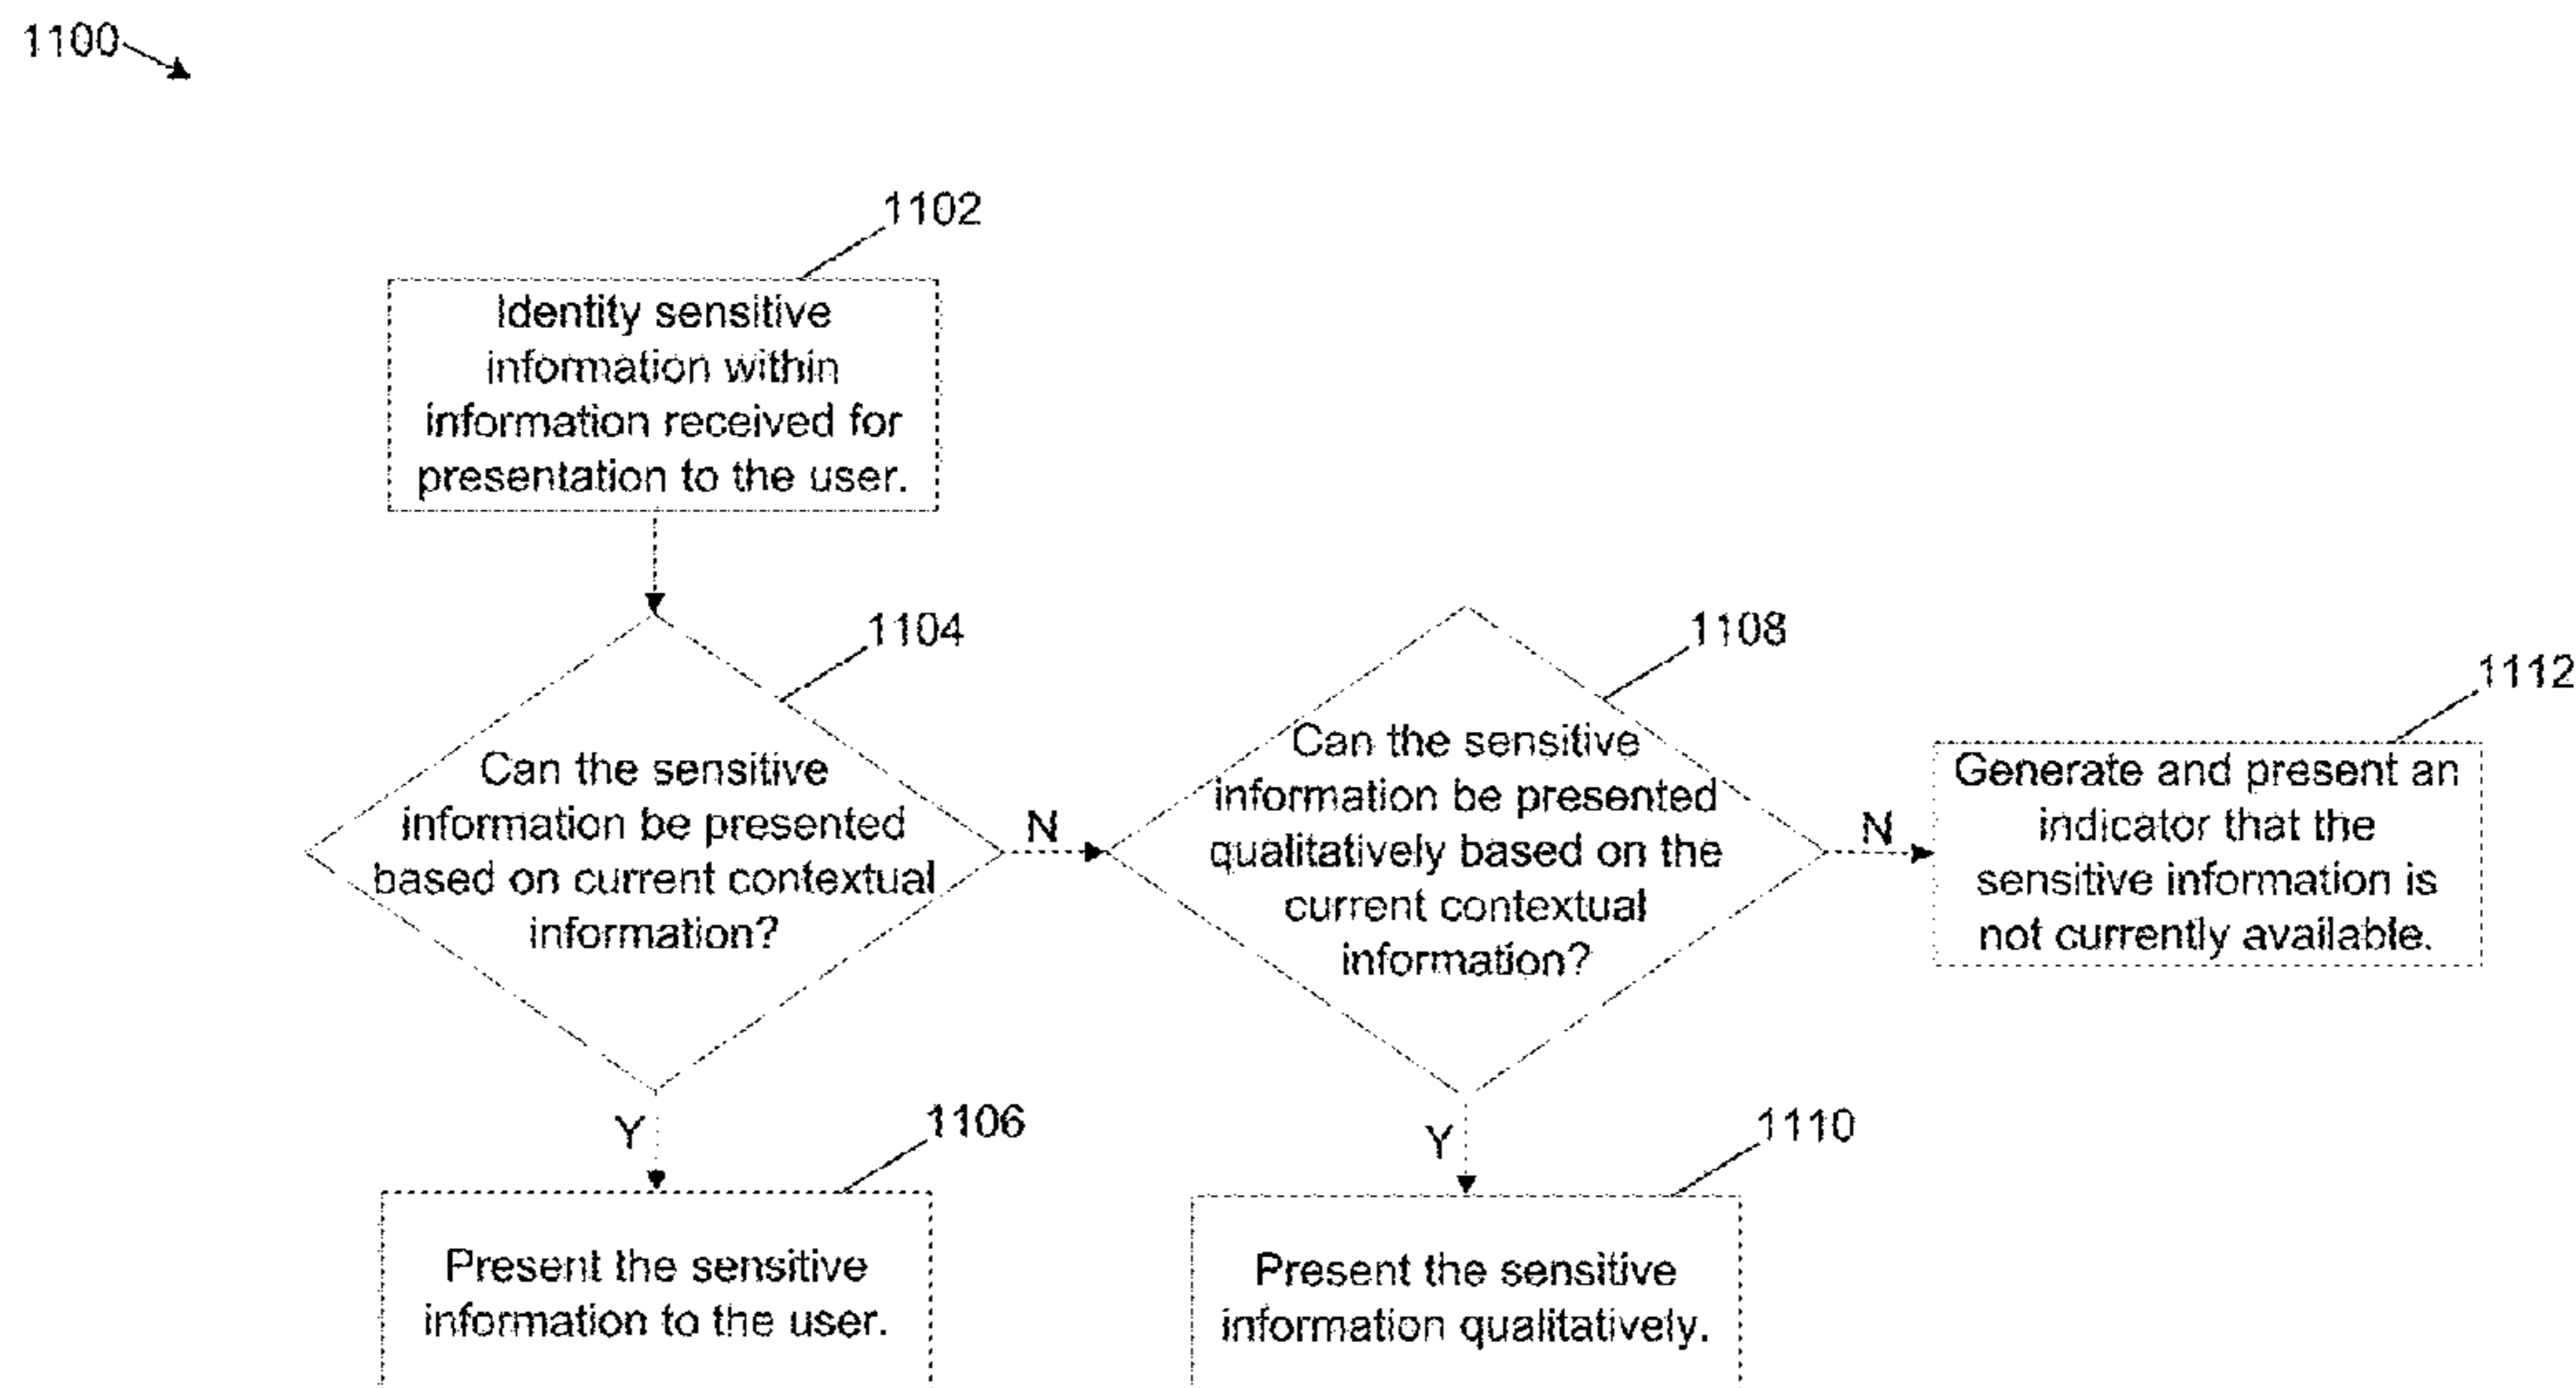 1100
1102
Identity sensitive
information within
information received for
presentation to the user.
1104
Can the sensitive
information be presented
based on current contextual
information?
N
1108
Can the sensitive
information be presented
qualitatively based on the
current contextual
information?
N
1112
Generate and present an
indicator that the
sensitive information is
not currently available.
Y
1106
Present the sensitive
information to the user.
Y
1110
Present the sensitive
information qualitatively.